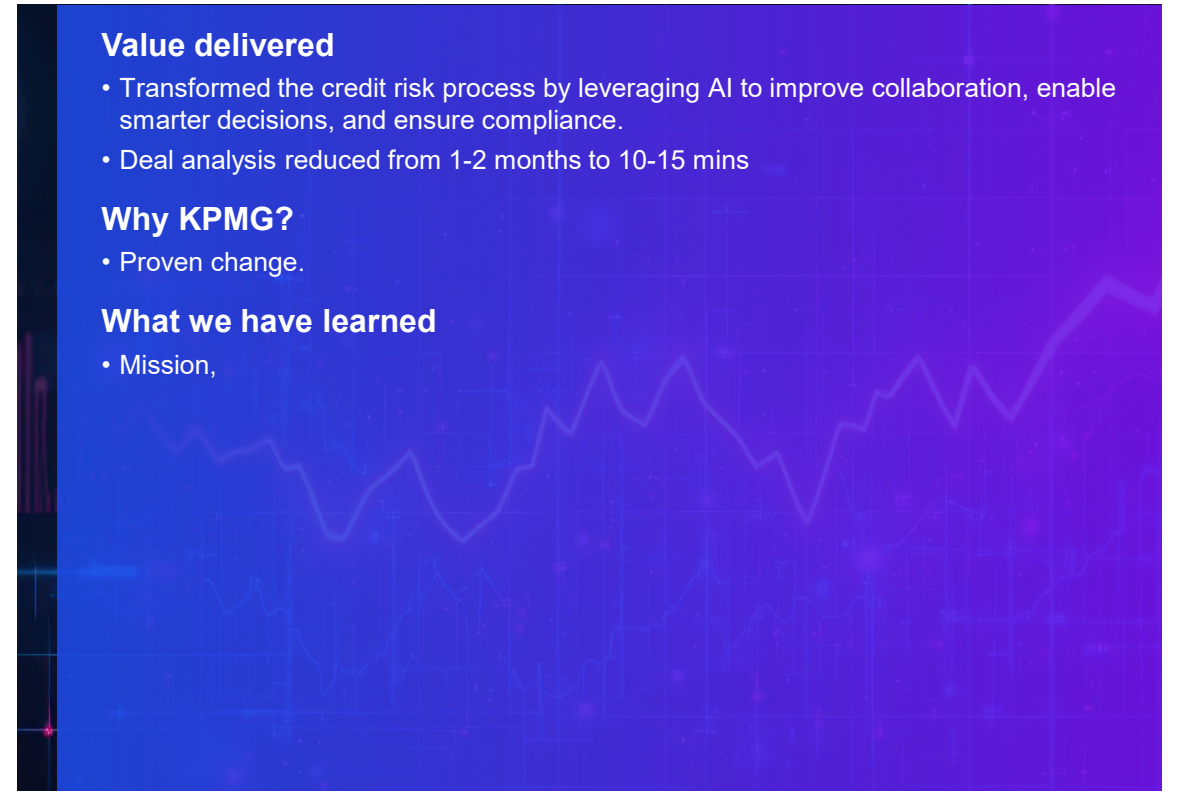 Value delivered
• Transformed the credit risk process by leveraging AI to improve collaboration, enable
smarter decisions, and ensure compliance.
• Deal analysis reduced from 1-2 months to 10-15 mins
Why KPMG?
• Proven change.
What we have learned
• Mission,